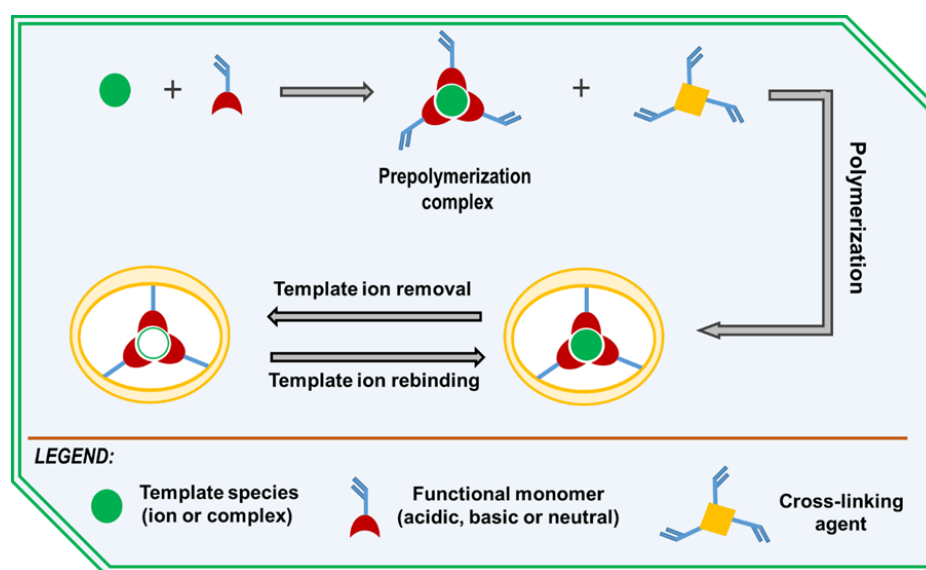 +
+
Prepolymerization
complex
Polymerization
Template ion removal
Template ion rebinding
LEGEND:
Template species
(ion or complex)
Functional monomer
(acidic, basic or neutral)
Cross-linking
agent